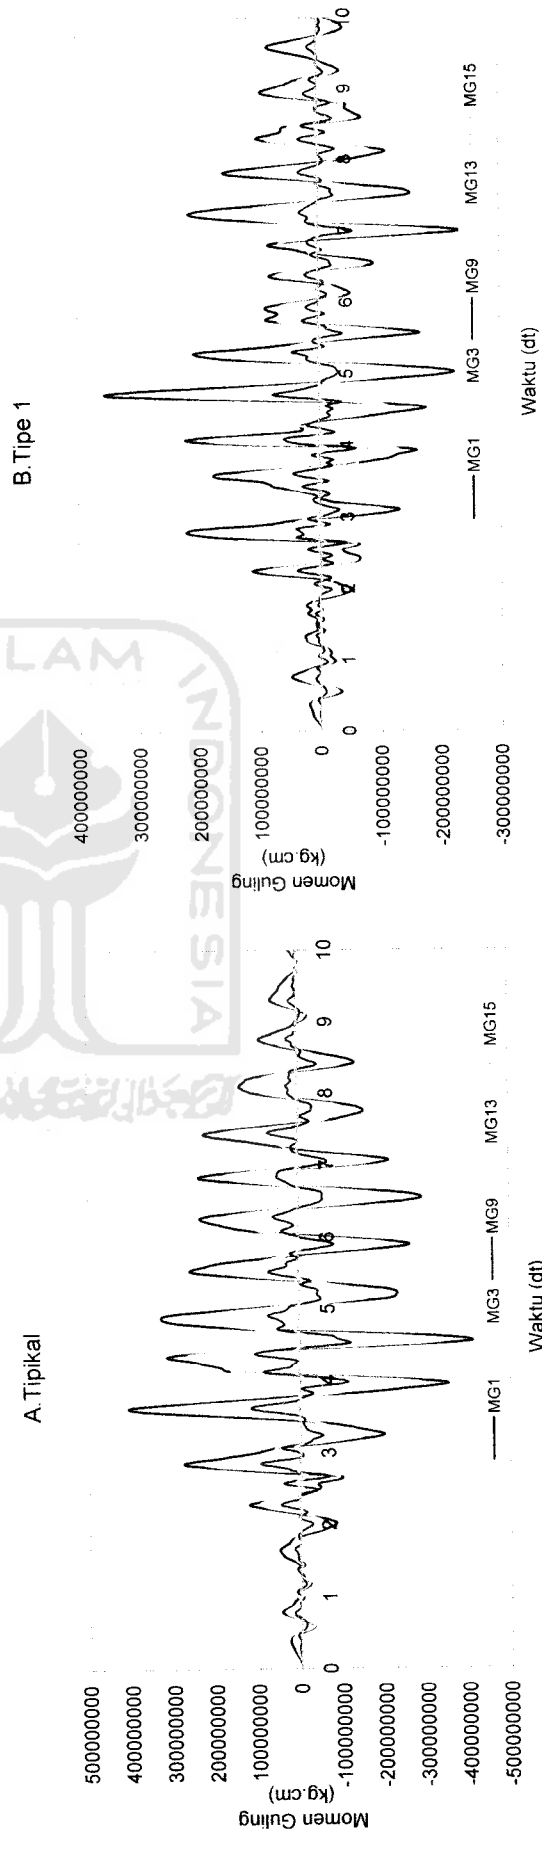 A.Tipikal
500000000
400000000
300000000
200000000
100000000
0
-100000000
-200000000
-300000000
-400000000
-500000000
Momen Guling
(kg.cm)
0 1 2 3 4 5 6 7 8 9 10
MG1 MG3 MG9 MG13 MG15
Waktu (dt)
B.Tipe 1
400000000
300000000
200000000
100000000
0
-100000000
-200000000
-300000000
Momen Guling
(kg.cm)
0 1 2 3 4 5 6 7 8 9 10
MG1 MG3 MG9 MG13 MG15
Waktu (dt)
LAM
INDONESIA